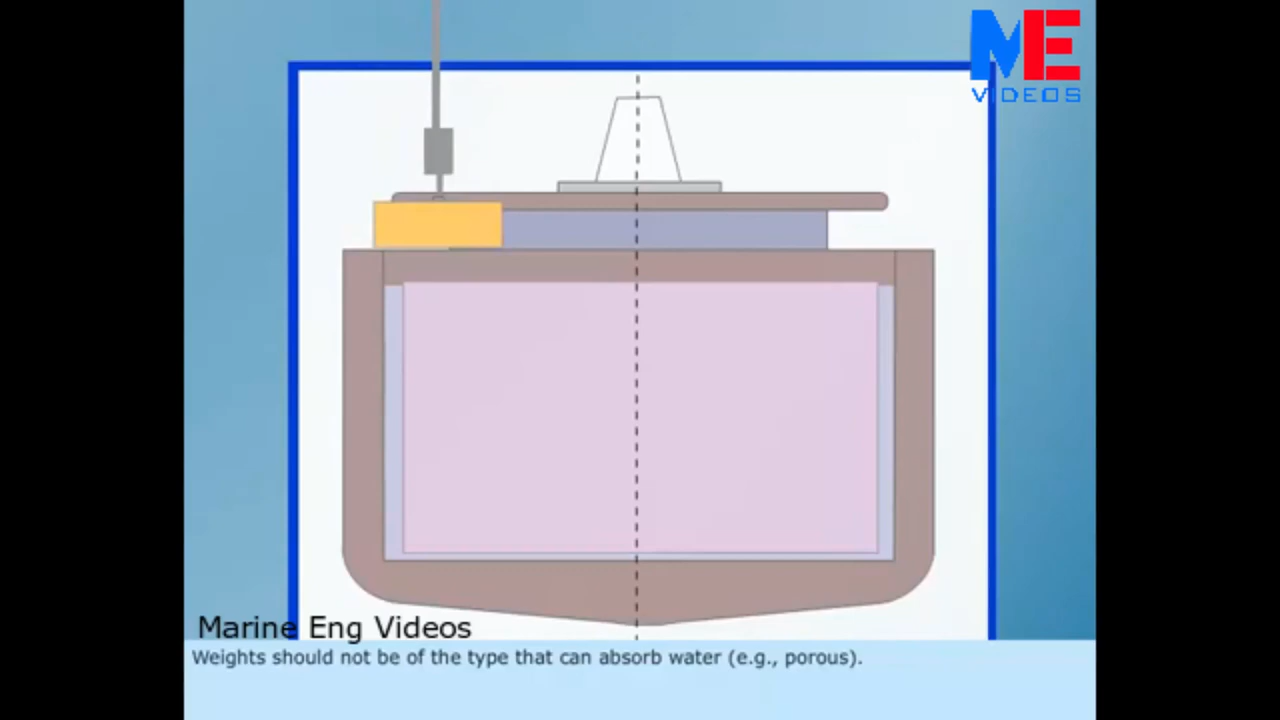 ME
VIDEOS
Marine Eng Videos
Weights should not be of the type that can absorb water (e.g., porous).